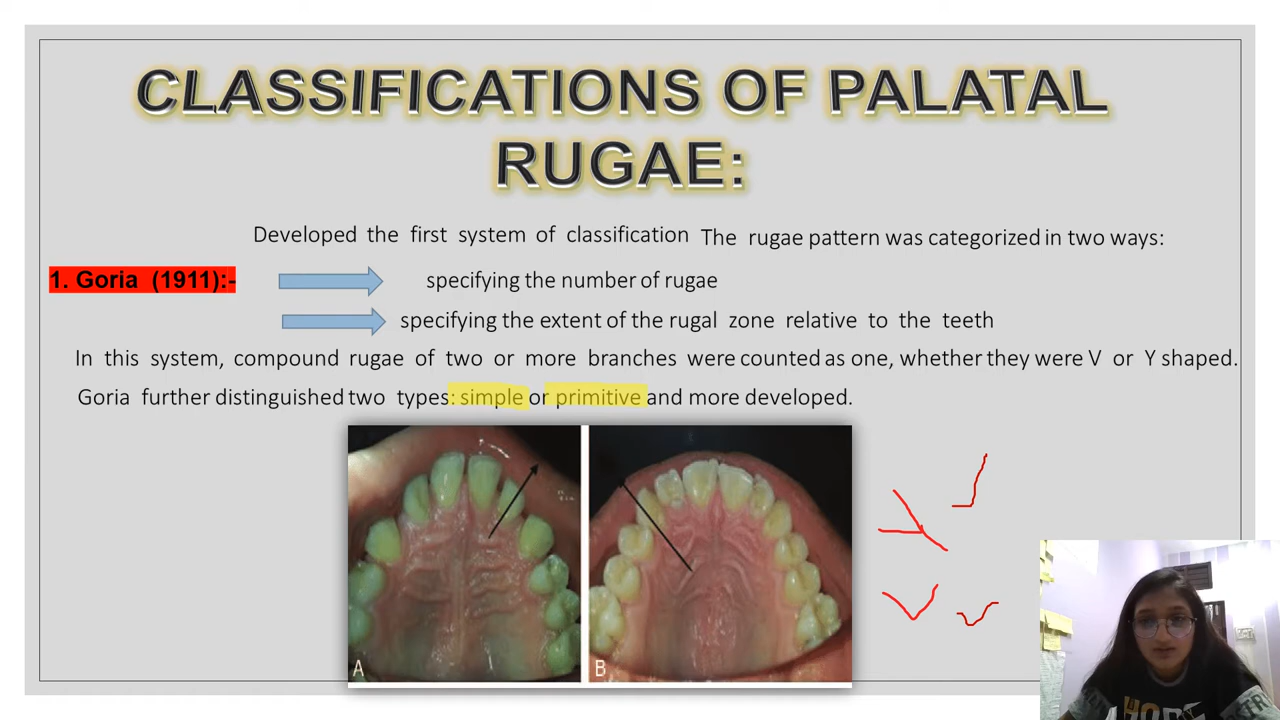 CLASSIFICATIONS OF PALATAL
RUGAE:
Developed the first system of classification The rugae pattern was categorized in two ways:
1. Goria (1911):-
specifying the number of rugae
specifying the extent of the rugal zone relative to the teeth
In this system, compound rugae of two or more branches were counted as one, whether they were V or Y shaped.
Goria further distinguished two types: simple or primitive and more developed.
A
B